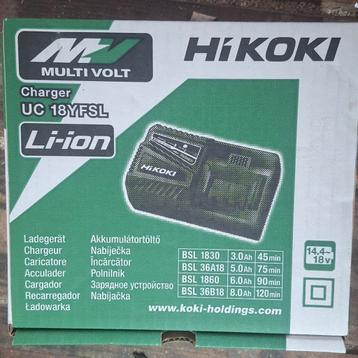 MV
MULTI VOLT
HiKOKI
Charger
UC 18YFSL
Li-ion
HiKOKI
Ladegerät
Chargeur
Caricatore
Acculader
Cargador
Recarregador
Ładowarka
Akkumulátortöltő
Nabíječka
Încărcător
Polnilnik
Зарядное устройство
Nabíjačka
BSL 1830 3.0Ah 45min
BSL 36A18 5.0Ah 75min
BSL 1860 6.0Ah 90min
BSL 36B18 8.0Ah 120min
14,4–
18V
www.koki-holdings.com